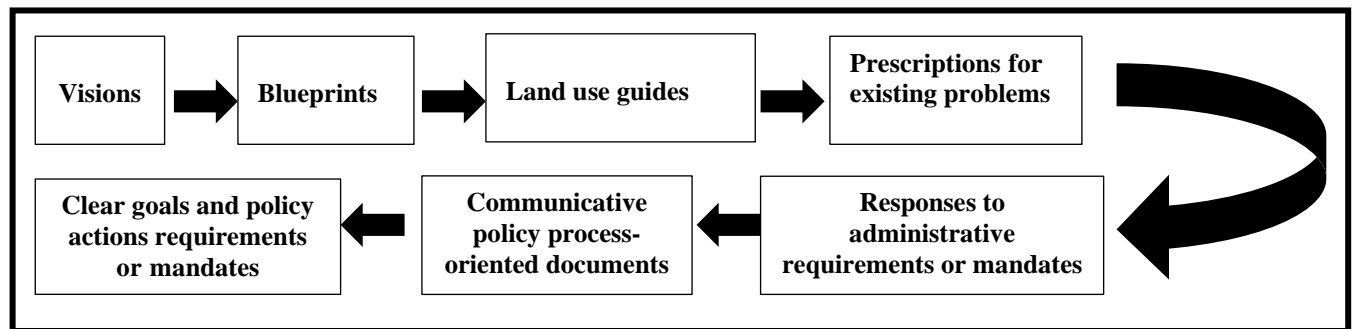 Visions
Blueprints
Land use guides
Prescriptions for
existing problems
Responses to
administrative
requirements or mandates
Communicative
policy process-
oriented documents
Clear goals and policy
actions requirements
or mandates